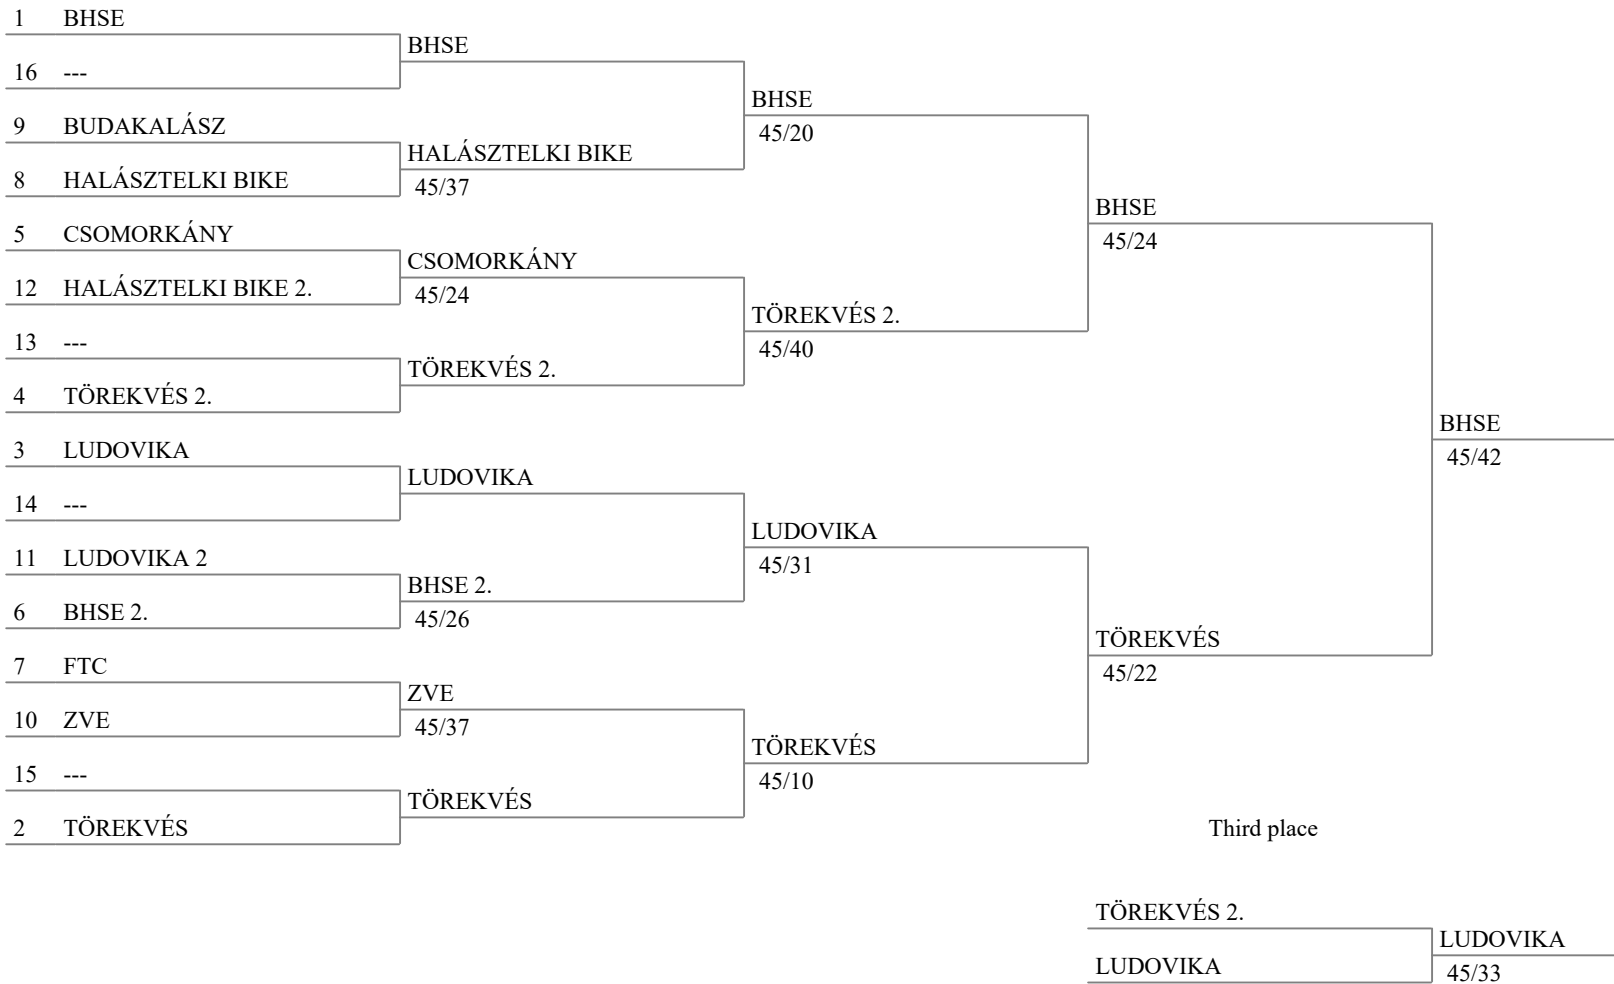 1 BHSE
16 ---
9 BUDAKALÁSZ
8 HALÁSZTELKI BIKE
5 CSOMORKÁNY
12 HALÁSZTELKI BIKE 2.
13 ---
4 TÖREKVÉS 2.
3 LUDOVIKA
14 ---
11 LUDOVIKA 2
6 BHSE 2.
7 FTC
10 ZVE
15 ---
2 TÖREKVÉS
BHSE
HALÁSZTELKI BIKE
45/37
CSOMORKÁNY
45/24
TÖREKVÉS 2.
LUDOVIKA
BHSE 2.
45/26
ZVE
45/37
TÖREKVÉS
BHSE
45/20
TÖREKVÉS 2.
45/40
LUDOVIKA
45/31
TÖREKVÉS
45/10
BHSE
45/24
TÖREKVÉS
45/22
BHSE
45/42
Third place
TÖREKVÉS 2.
LUDOVIKA
LUDOVIKA
45/33